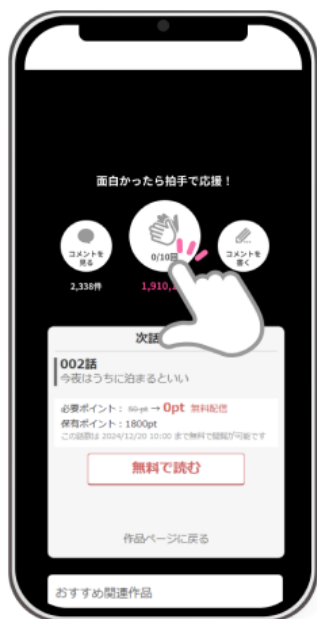 面白かったら拍手で応援！
コメントを
見る
0/10回
コメントを
書く
2,338件
1,910,1
次話
002話
今夜はうちに泊まるといい
必要ポイント： 60 pt → 0pt 無料配信
保有ポイント：1800pt
この話数は 2024/12/20 10:00 まで無料で閲覧が可能です
無料で読む
作品ページに戻る
おすすめ関連作品